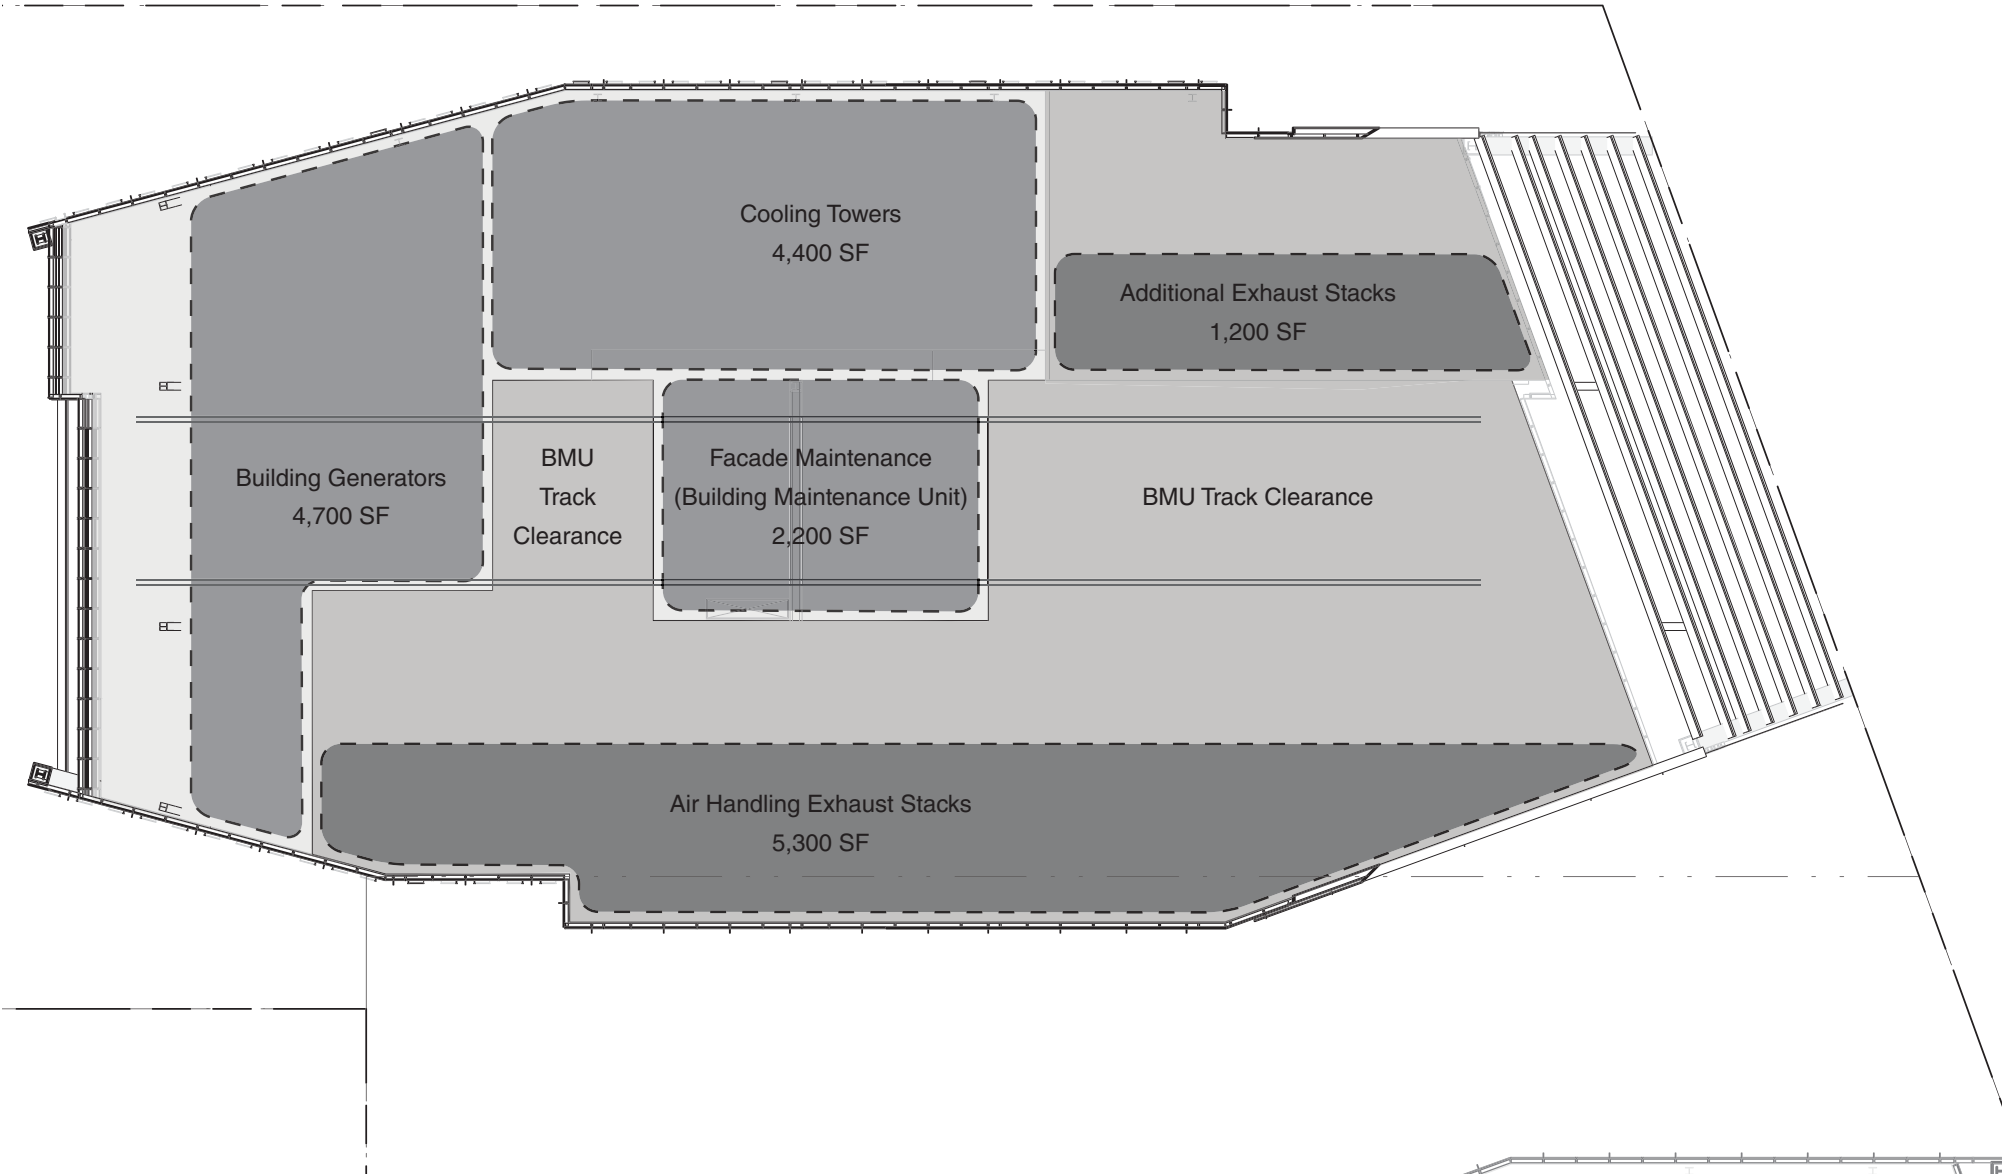 Cooling Towers
4,400 SF
Additional Exhaust Stacks
1,200 SF
Building Generators
4,700 SF
BMU
Track
Clearance
Facade Maintenance
(Building Maintenance Unit)
2,200 SF
BMU Track Clearance
Air Handling Exhaust Stacks
5,300 SF